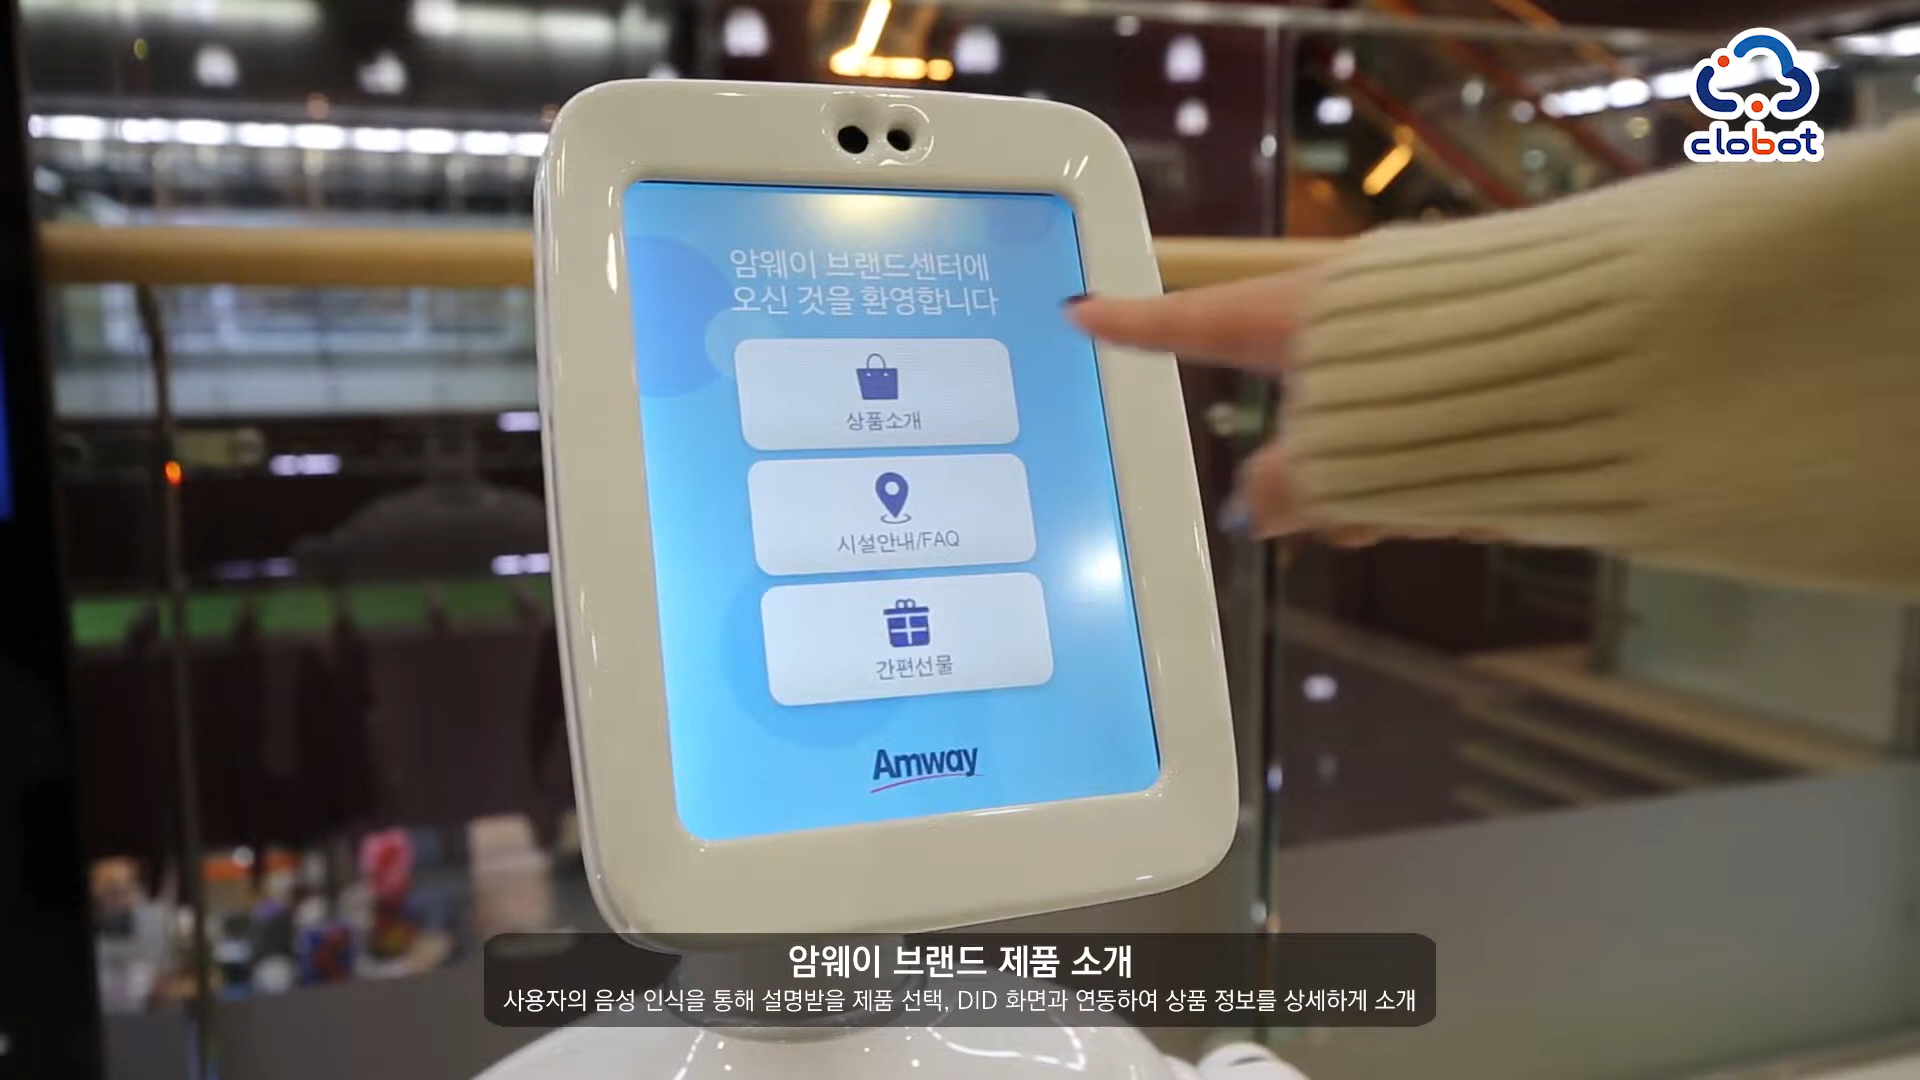 clobot
암웨이 브랜드센터에
오신 것을 환영합니다
상품소개
시설안내/FAQ
간편선물
Amway
암웨이 브랜드 제품 소개
사용자의 음성 인식을 통해 설명받을 제품 선택, DID 화면과 연동하여 상품 정보를 상세하게 소개